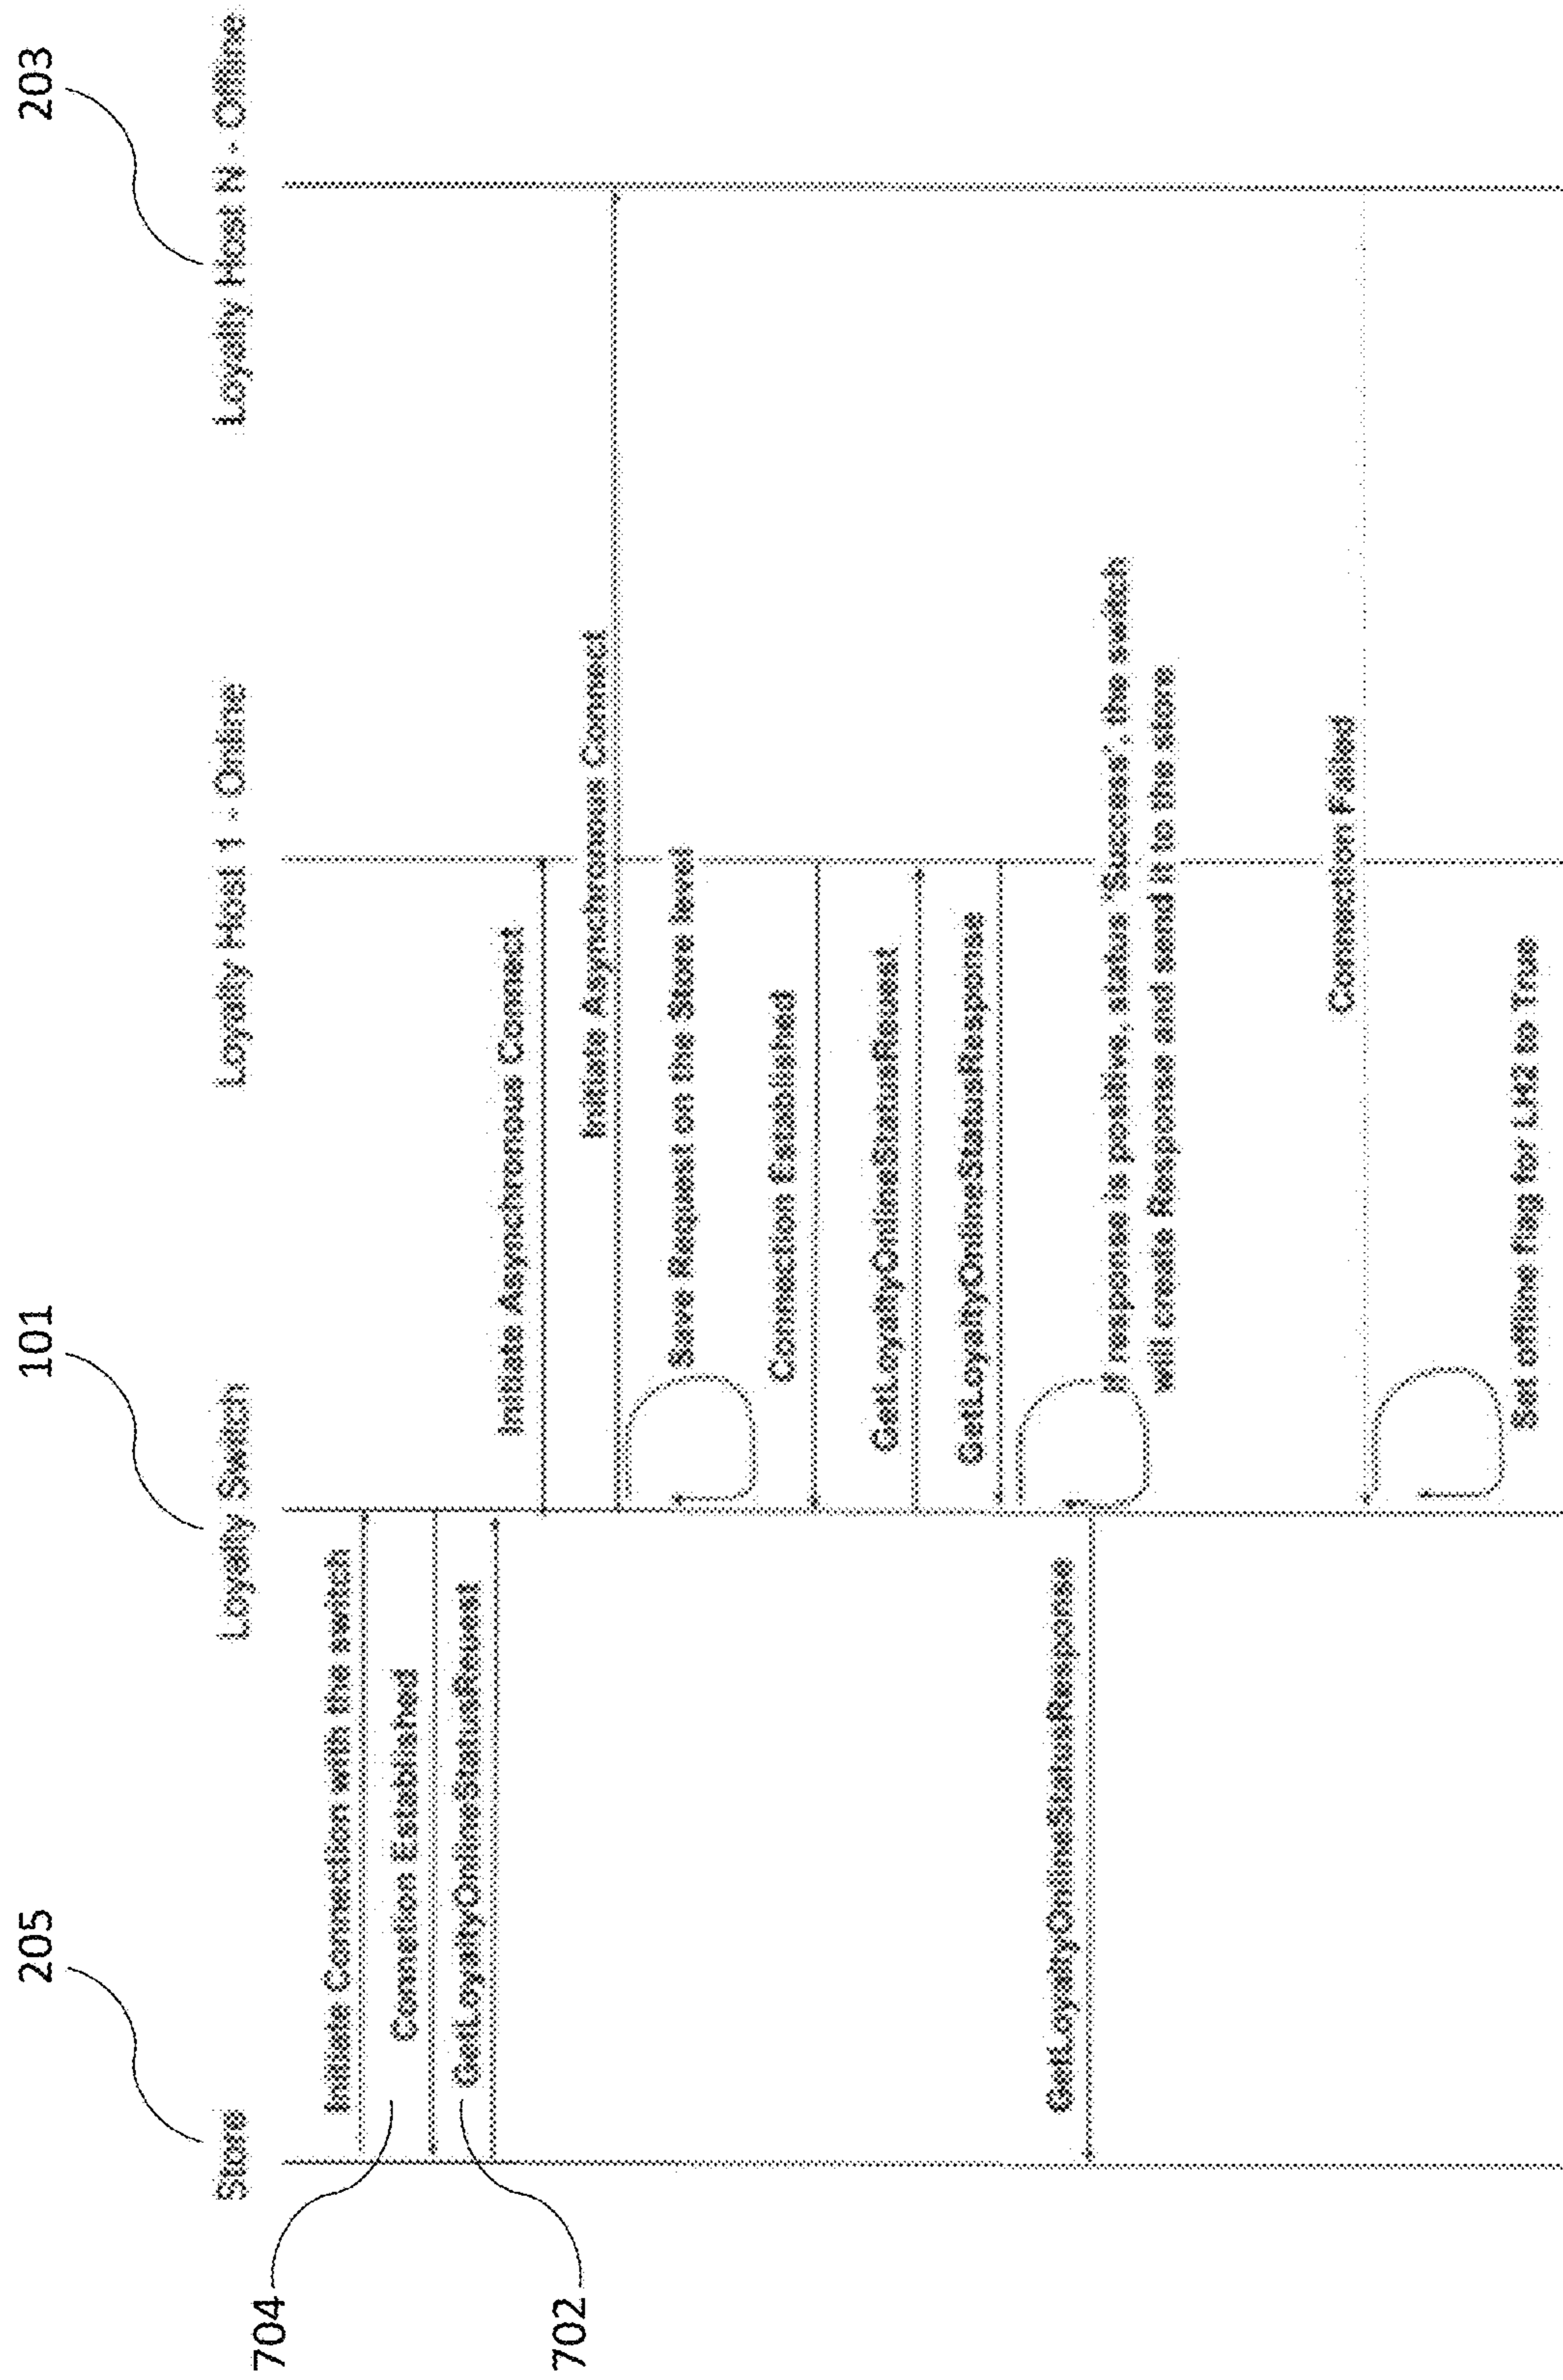 205
101
203
Store
Loyalty Switch
Loyalty Host 1 - Online
Loyalty Host N - Offline
704
Initiate Connection with the switch
Connection Established
702
GetLoyaltyOnlineStatusReuest
Initiate Asynchronous Connect
Initiate Asynchronous Connect
Save Request on the Store level
Connection Established
GetLoyaltyOnlineStatusReuest
GetLoyaltyOnlineStatusResponse
GetLoyaltyOnlineStatusResponse
If response is positive, status 'Success', the switch
will create Response and send it to the store
Connection Failed
Set offline flag for LH2 to True